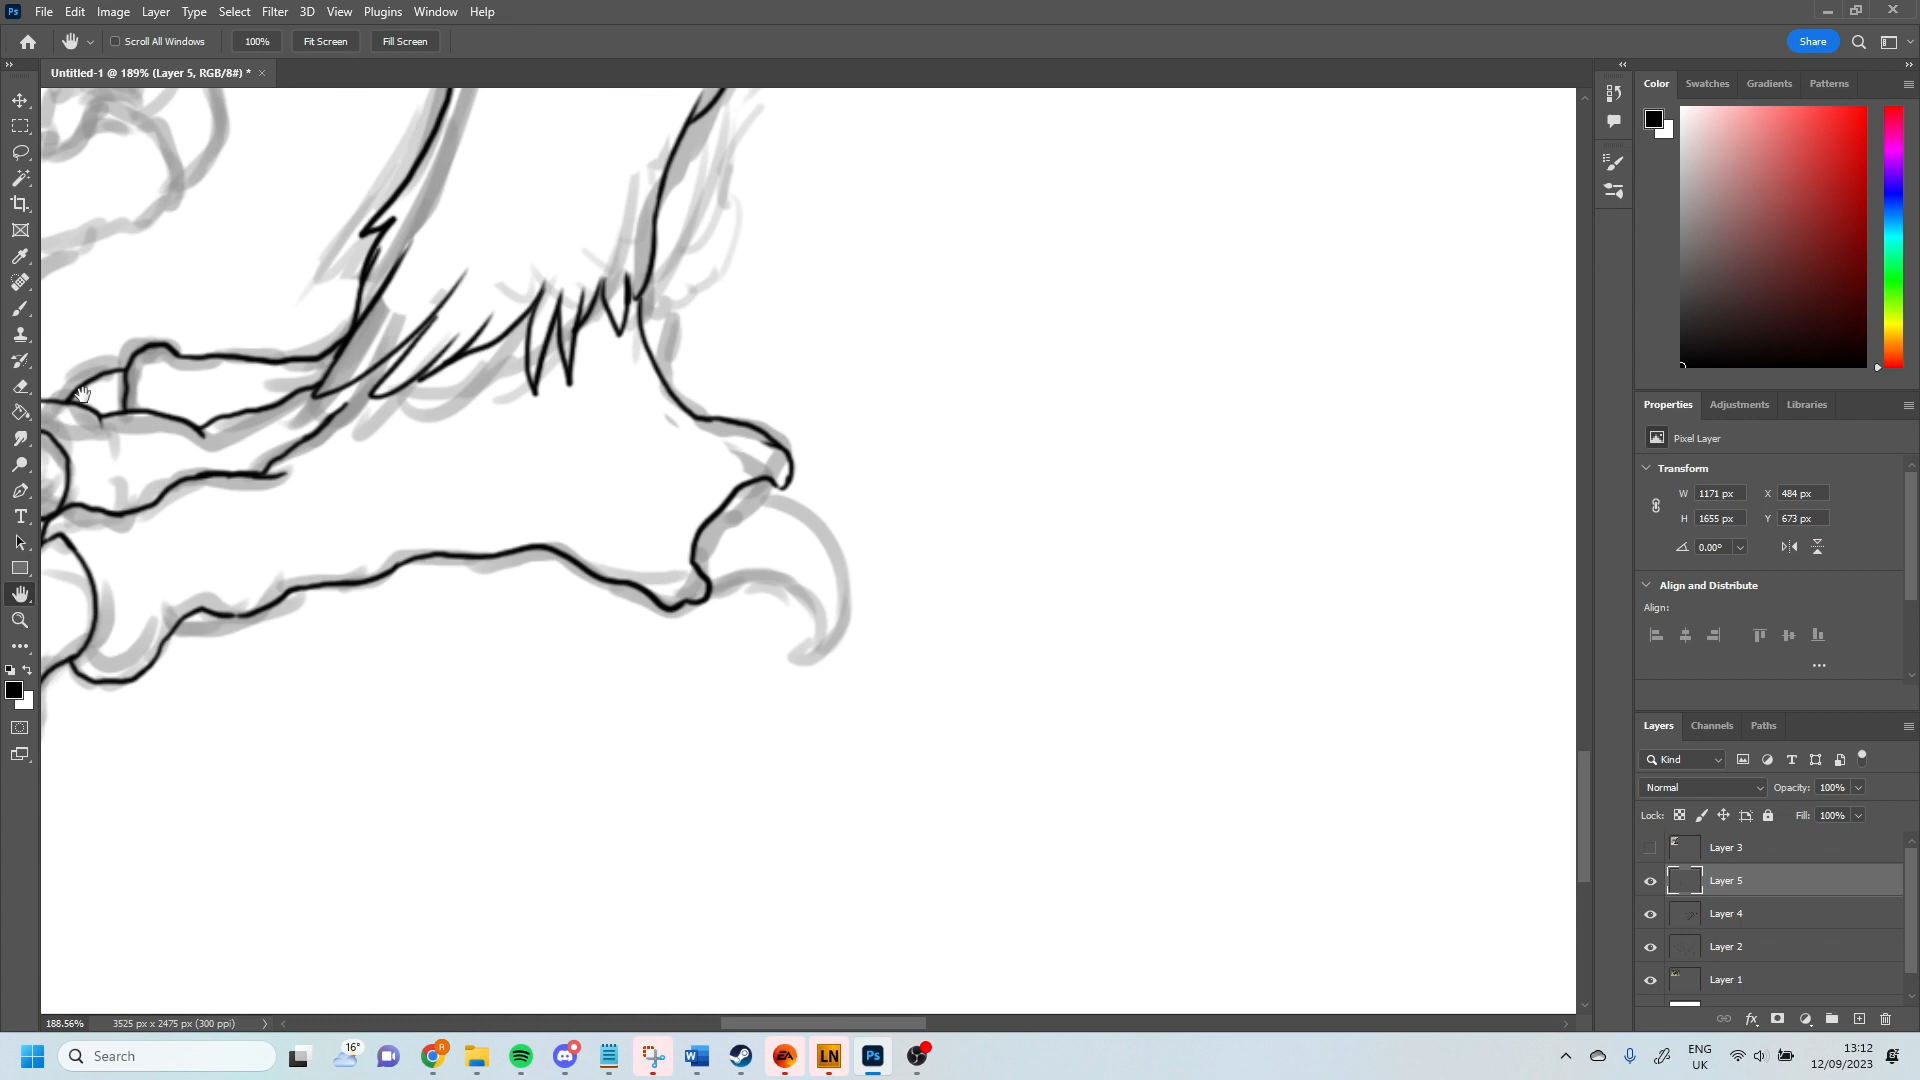 Ps File Edit Image Layer Type Select Filter 3D View Plugins Window Help
Scroll All Windows 100% Fit Screen Fill Screen Share
Untitled-1 @ 189% (Layer 5, RGB/8#) * ×
Color Swatches Gradients Patterns
Properties Adjustments Libraries
Pixel Layer
Transform
W 1171 px X 484 px
H 1655 px Y 673 px
0.00°
Align and Distribute
Align:
Layers Channels Paths
Kind
Normal Opacity: 100%
Lock: Fill: 100%
Layer 3
Layer 5
Layer 4
Layer 2
Layer 1
188.56% 3525 px x 2475 px (300 ppi)
Search 16° R W EA LN Ps ENG 13:12
UK 12/09/2023